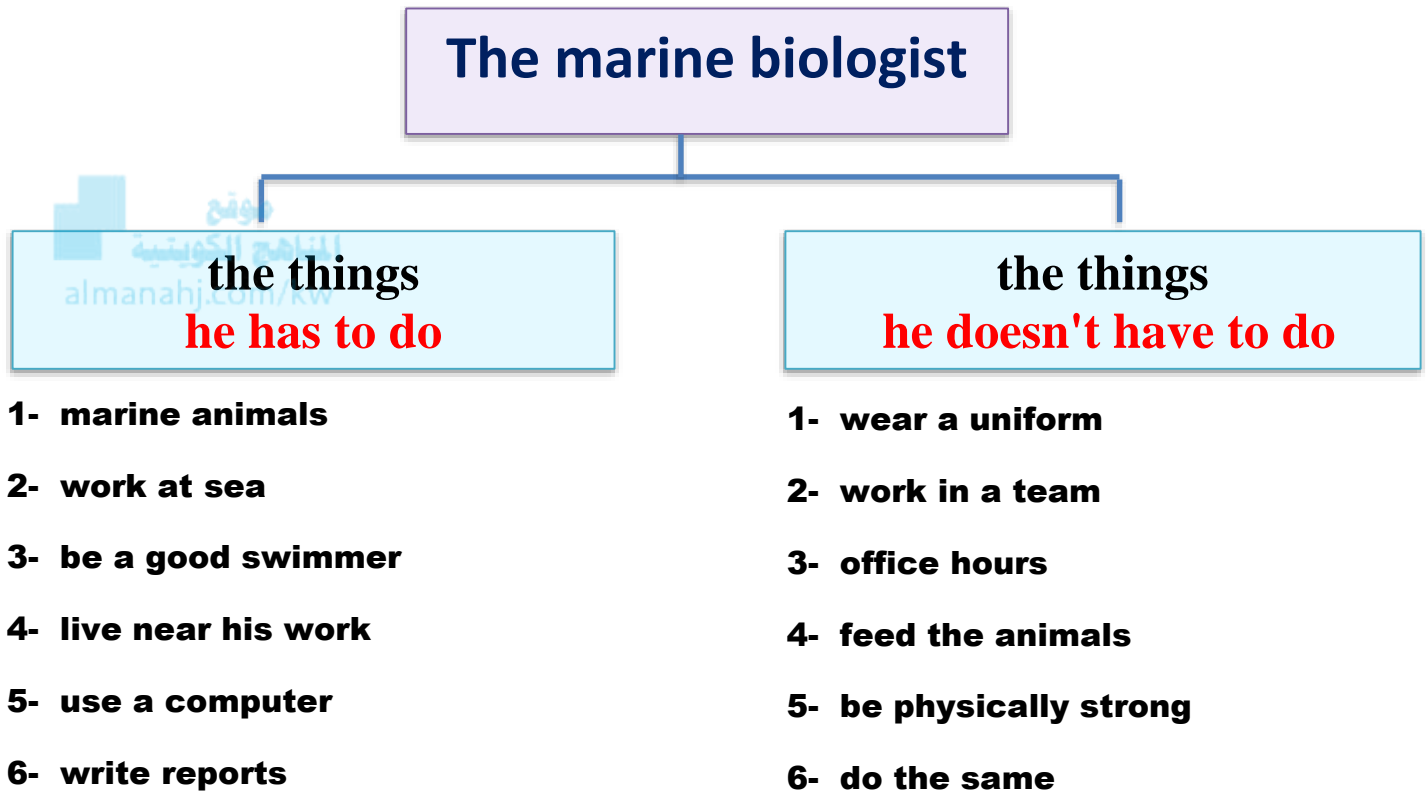 The marine biologist
موقع
المناهج الكويتية
almanahj.com/kw
the things
he has to do
1- marine animals
2- work at sea
3- be a good swimmer
4- live near his work
5- use a computer
6- write reports
the things
he doesn't have to do
1- wear a uniform
2- work in a team
3- office hours
4- feed the animals
5- be physically strong
6- do the same